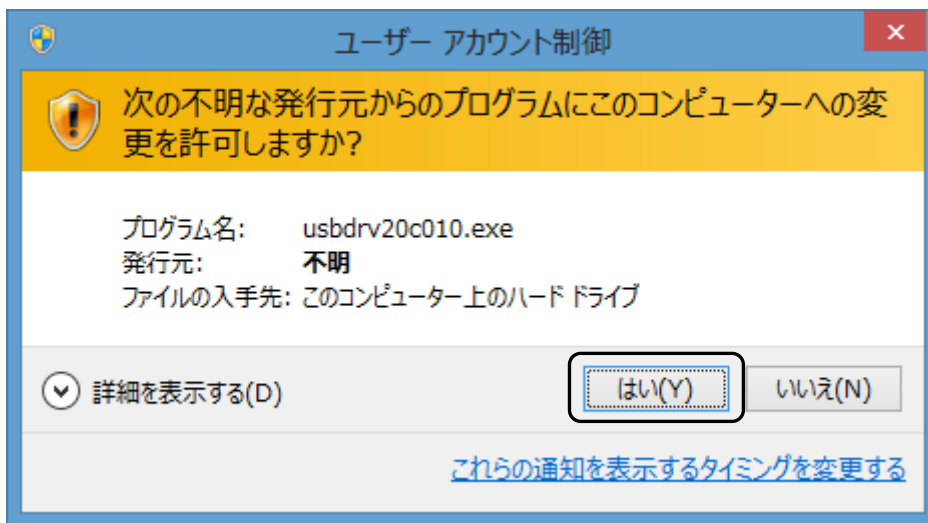 ユーザー アカウント制御
次の不明な発行元からのプログラムにこのコンピューターへの変
更を許可しますか?
プログラム名: usbdrv20c010.exe
発行元: 不明
ファイルの入手先: このコンピューター上のハード ドライブ
詳細を表示する(D) はい(Y) いいえ(N)
これらの通知を表示するタイミングを変更する